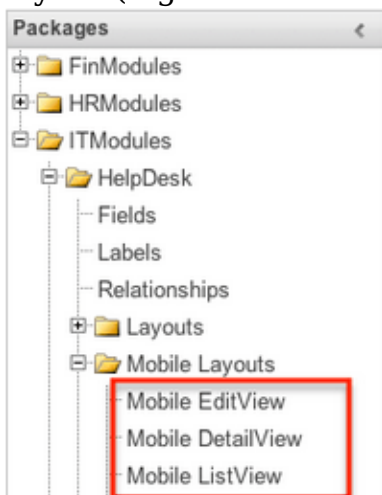 Packages
FinModules
HRModules
ITModules
HelpDesk
Fields
Labels
Relationships
Layouts
Mobile Layouts
Mobile EditView
Mobile DetailView
Mobile ListView